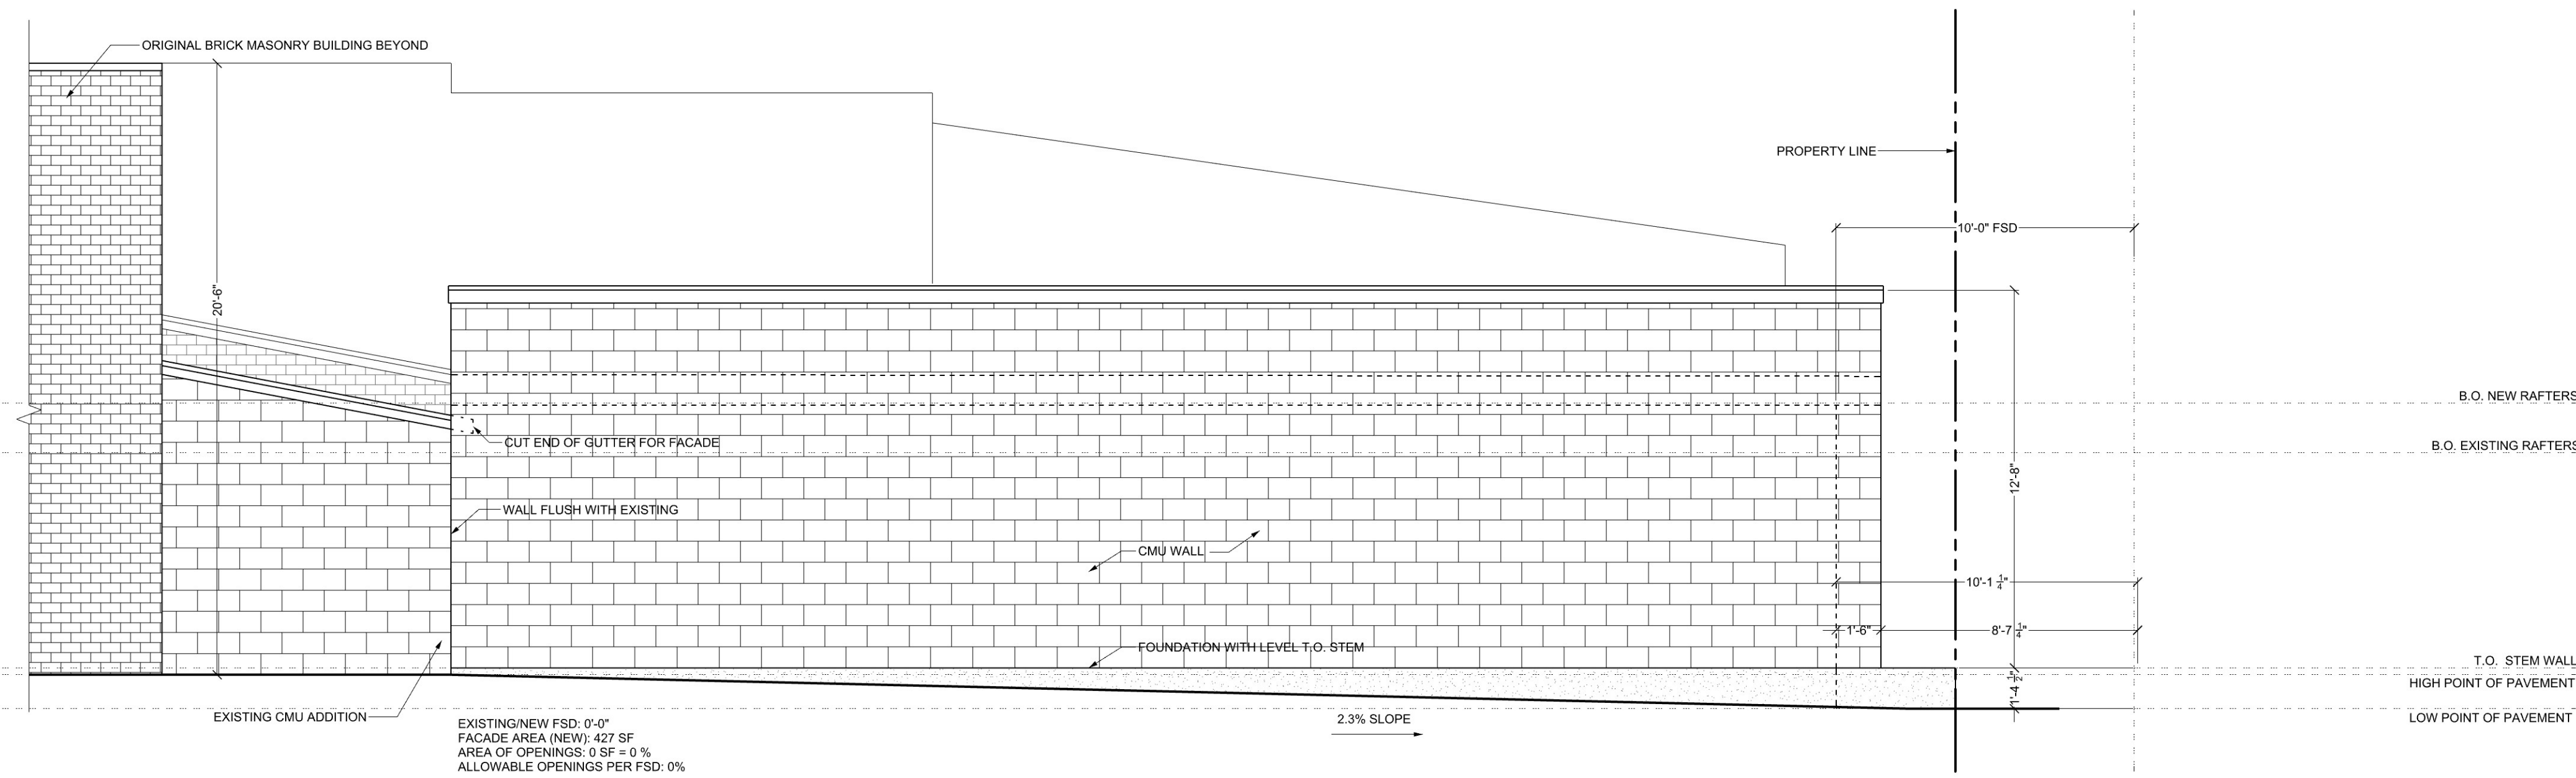 ORIGINAL BRICK MASONRY BUILDING BEYOND
PROPERTY LINE
10'-0" FSD
20'-6"
B.O. NEW RAFTERS
CUT END OF GUTTER FOR FACADE
B.O. EXISTING RAFTERS
12'-8"
WALL FLUSH WITH EXISTING
CMU WALL
10'-1 1/4"
1'-6"
8'-7 1/4"
FOUNDATION WITH LEVEL T.O. STEM
T.O. STEM WALL
HIGH POINT OF PAVEMENT
1'-4 1/2"
EXISTING CMU ADDITION
2.3% SLOPE
LOW POINT OF PAVEMENT
EXISTING/NEW FSD: 0'-0"
FACADE AREA (NEW): 427 SF
AREA OF OPENINGS: 0 SF = 0 %
ALLOWABLE OPENINGS PER FSD: 0%